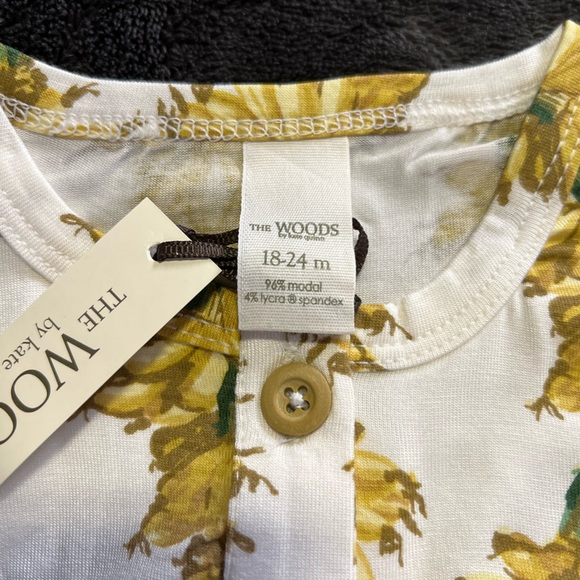 THE WOODS
by kate quinn
18-24 m
96% modal
4% lycra ® spandex
THE WOO
by kate